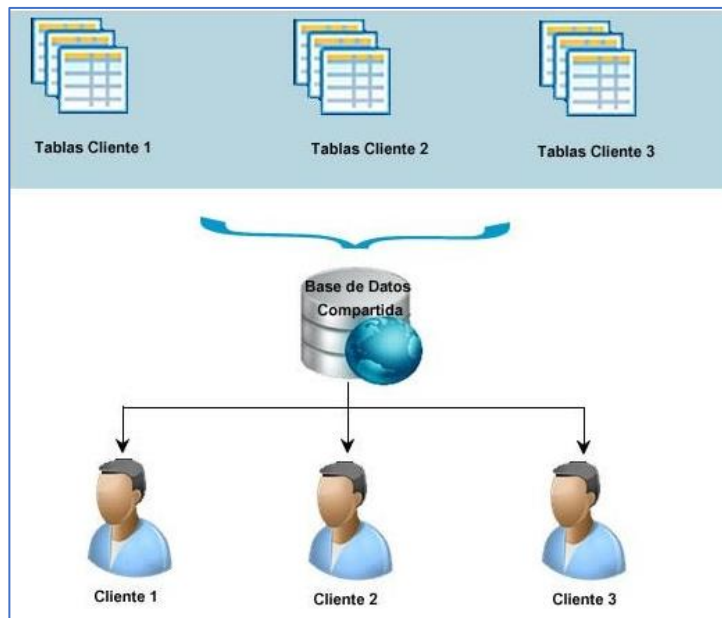 Tablas Cliente 1
Tablas Cliente 2
Tablas Cliente 3
Base de Datos
Compartida
Cliente 1
Cliente 2
Cliente 3